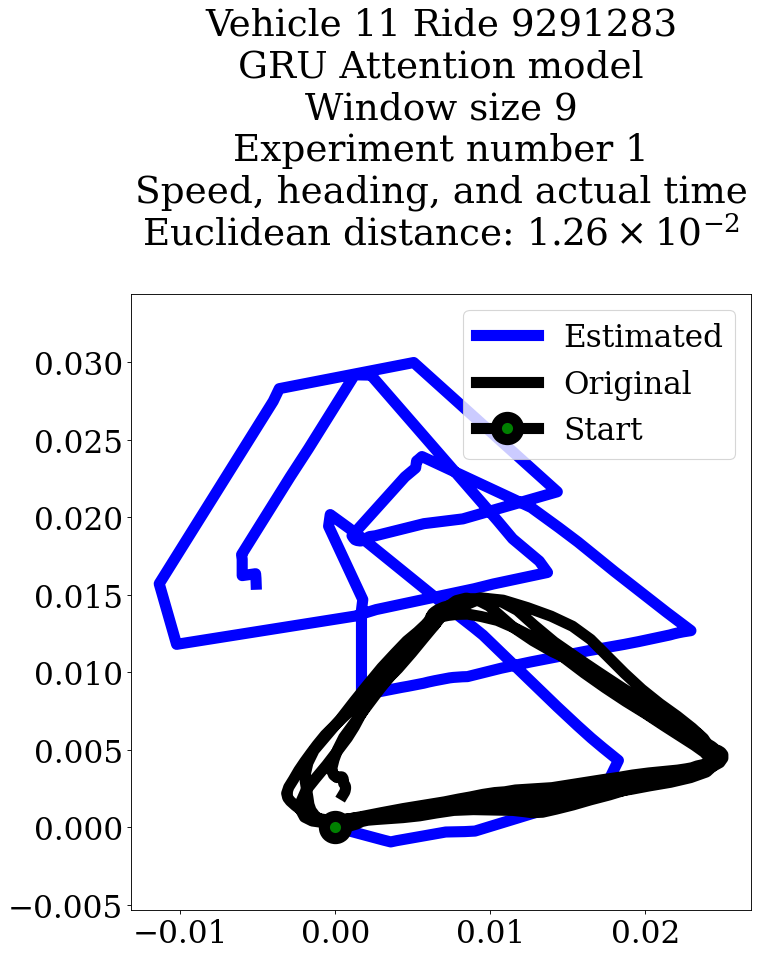 Vehicle 11 Ride 9291283
GRU Attention model
Window size 9
Experiment number 1
Speed, heading, and actual time
Euclidean distance: 1.26 × 10⁻²
Estimated
Original
Start
0.030
0.025
0.020
0.015
0.010
0.005
0.000
−0.005
−0.01 0.00 0.01 0.02